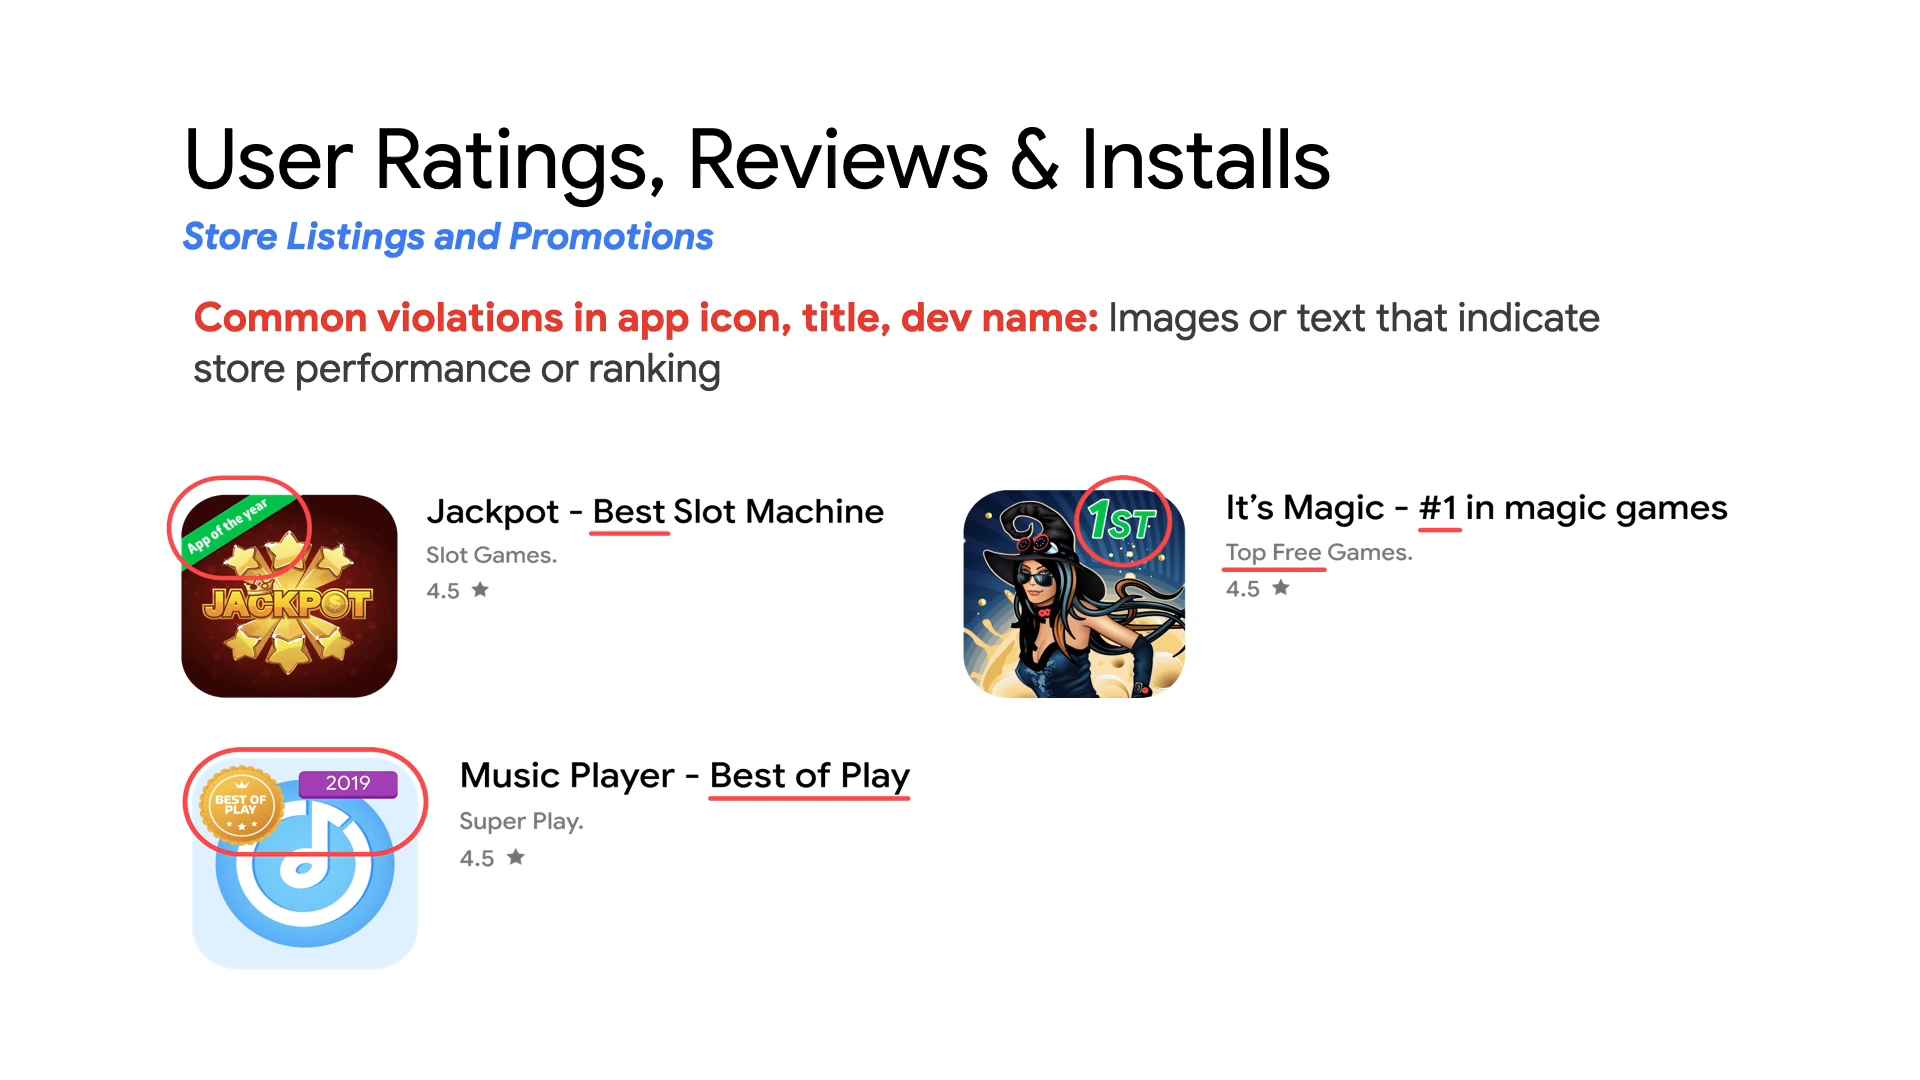 User Ratings, Reviews & Installs
Store Listings and Promotions
Common violations in app icon, title, dev name: Images or text that indicate
store performance or ranking
App of the year
JACKPOT
Jackpot - Best Slot Machine
Slot Games.
4.5 ★
1ST
It’s Magic - #1 in magic games
Top Free Games.
4.5 ★
BEST OF
PLAY
2019
Music Player - Best of Play
Super Play.
4.5 ★